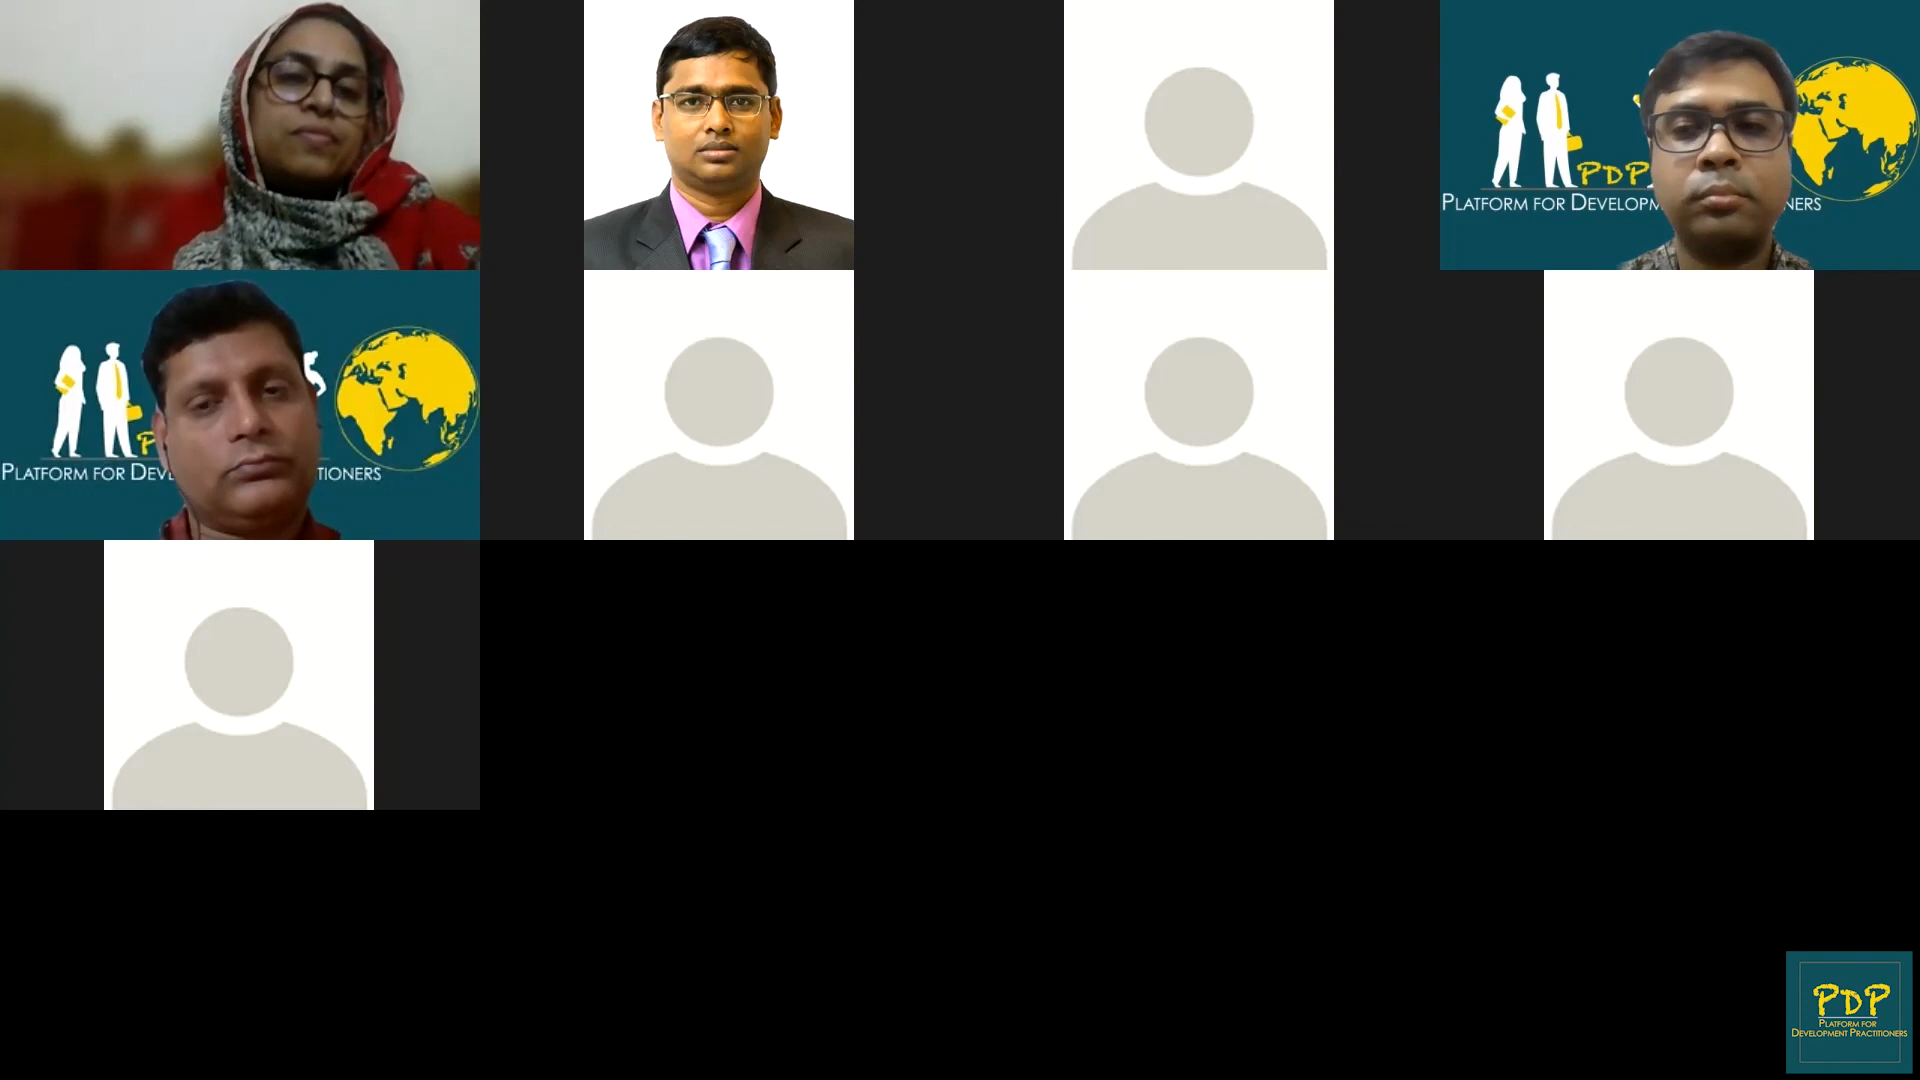 PDP
PLATFORM FOR DEVELOPM NERS
P
PLATFORM FOR DEV TIONERS
PDP
PLATFORM FOR
DEVELOPMENT PRACTITIONERS